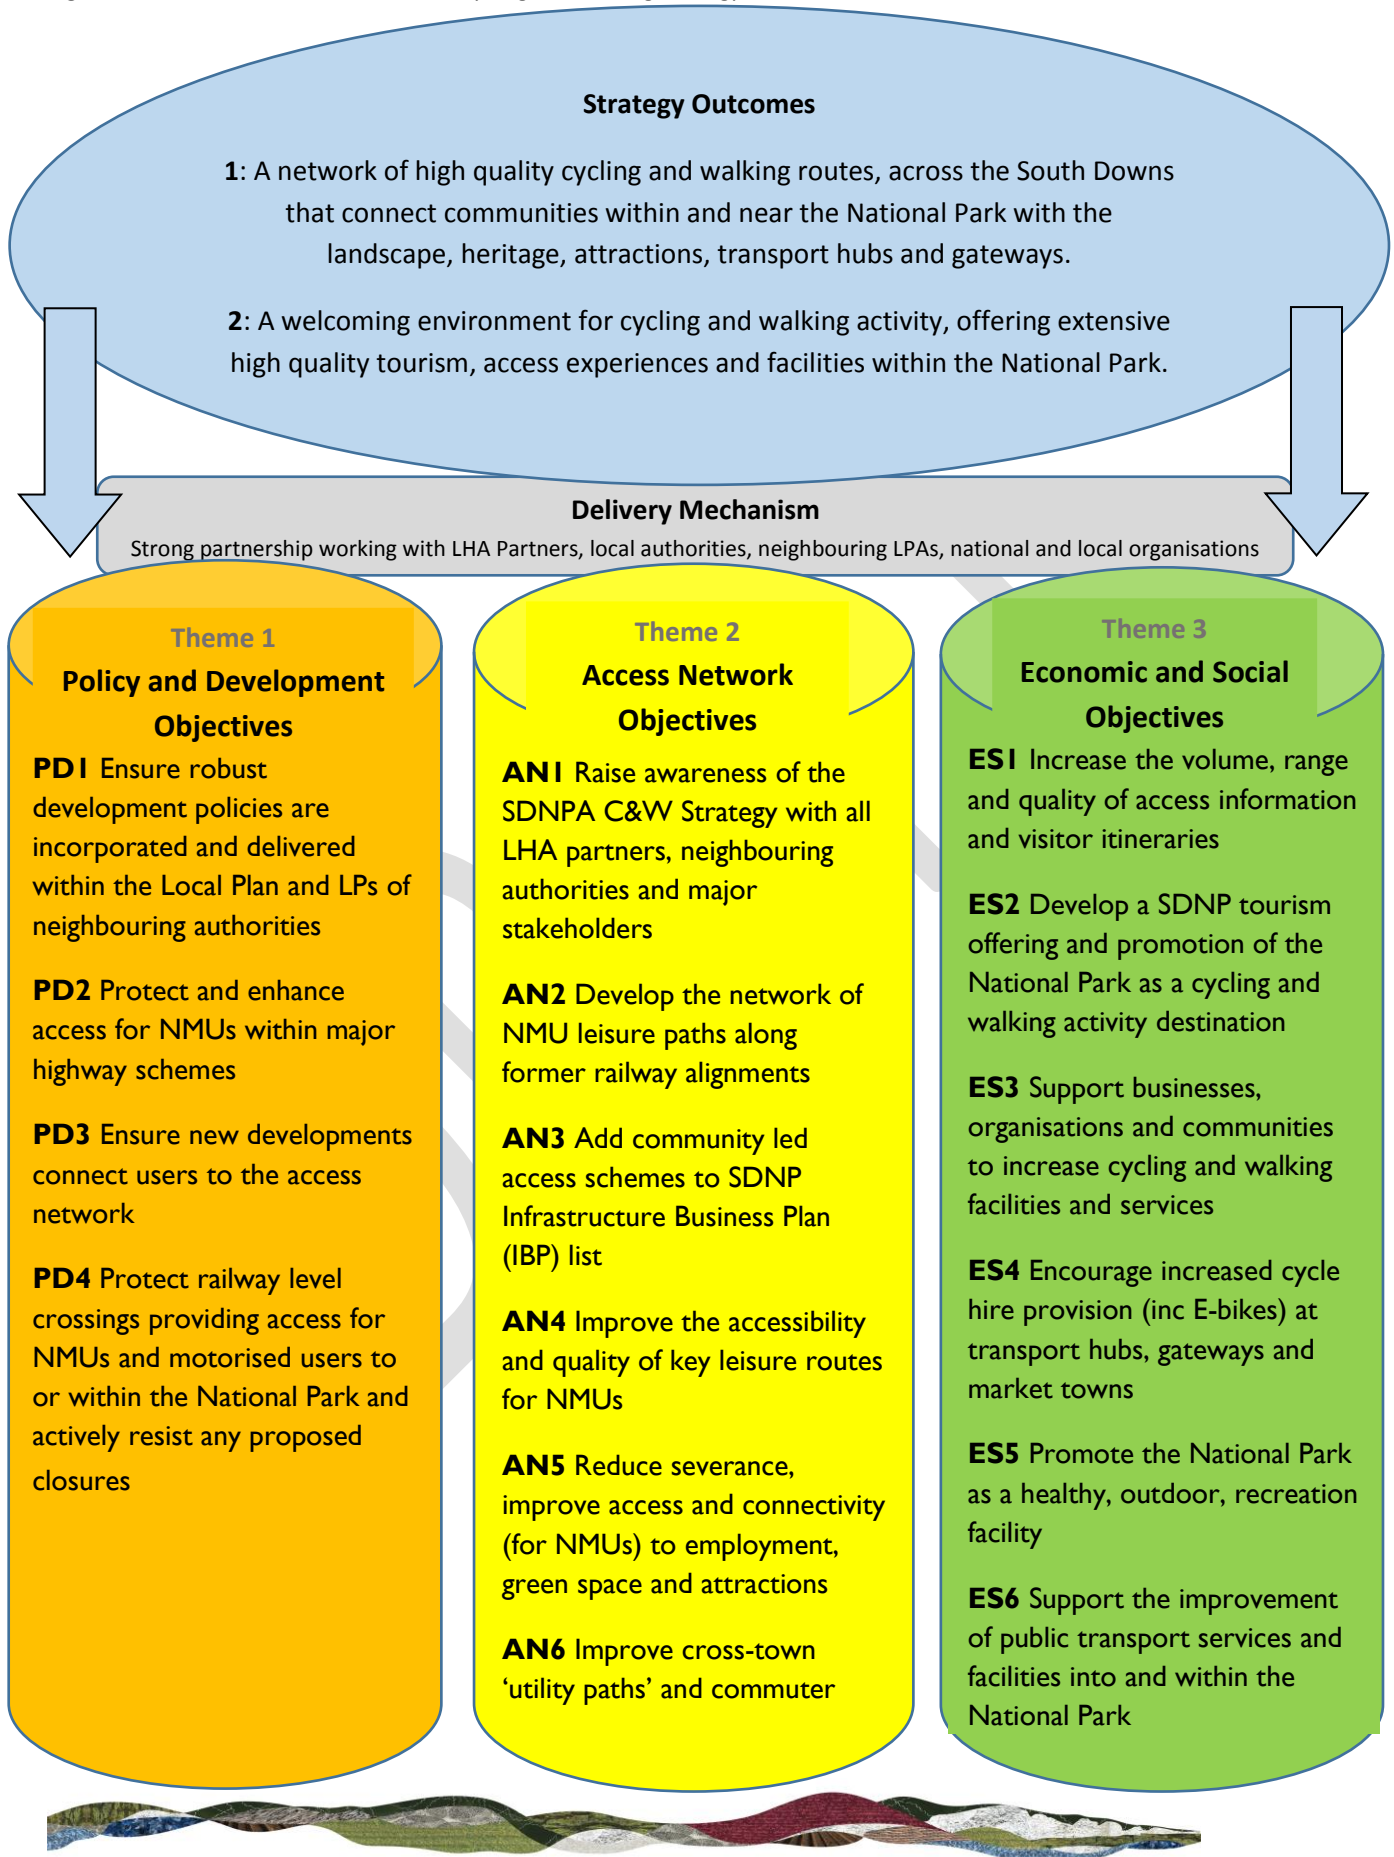 Strategy Outcomes
1: A network of high quality cycling and walking routes, across the South Downs
that connect communities within and near the National Park with the
landscape, heritage, attractions, transport hubs and gateways.
2: A welcoming environment for cycling and walking activity, offering extensive
high quality tourism, access experiences and facilities within the National Park.
Delivery Mechanism
Strong partnership working with LHA Partners, local authorities, neighbouring LPAs, national and local organisations
Theme 1
Policy and Development
Objectives
PD1 Ensure robust
development policies are
incorporated and delivered
within the Local Plan and LPs of
neighbouring authorities
PD2 Protect and enhance
access for NMUs within major
highway schemes
PD3 Ensure new developments
connect users to the access
network
PD4 Protect railway level
crossings providing access for
NMUs and motorised users to
or within the National Park and
actively resist any proposed
closures
Theme 2
Access Network
Objectives
AN1 Raise awareness of the
SDNPA C&W Strategy with all
LHA partners, neighbouring
authorities and major
stakeholders
AN2 Develop the network of
NMU leisure paths along
former railway alignments
AN3 Add community led
access schemes to SDNP
Infrastructure Business Plan
(IBP) list
AN4 Improve the accessibility
and quality of key leisure routes
for NMUs
AN5 Reduce severance,
improve access and connectivity
(for NMUs) to employment,
green space and attractions
AN6 Improve cross-town
‘utility paths’ and commuter
Theme 3
Economic and Social
Objectives
ES1 Increase the volume, range
and quality of access information
and visitor itineraries
ES2 Develop a SDNP tourism
offering and promotion of the
National Park as a cycling and
walking activity destination
ES3 Support businesses,
organisations and communities
to increase cycling and walking
facilities and services
ES4 Encourage increased cycle
hire provision (inc E-bikes) at
transport hubs, gateways and
market towns
ES5 Promote the National Park
as a healthy, outdoor, recreation
facility
ES6 Support the improvement
of public transport services and
facilities into and within the
National Park